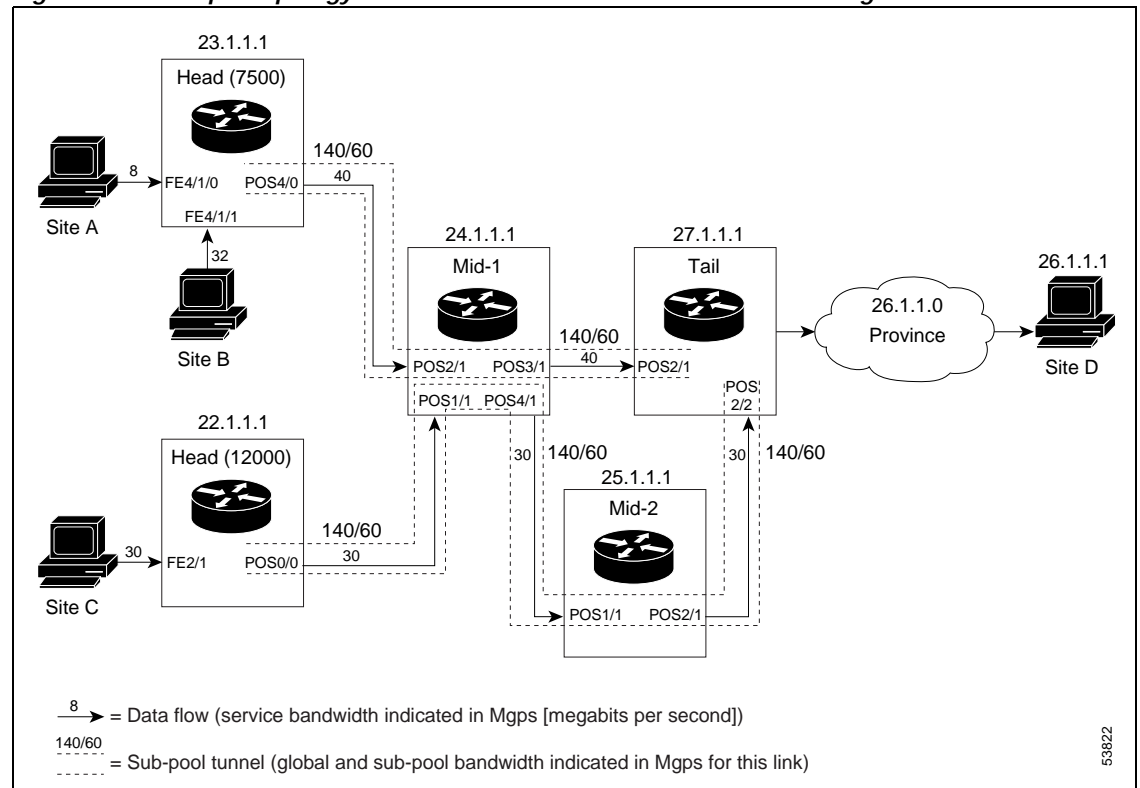 23.1.1.1
Head (7500)
140/60
8
FE4/1/0
POS4/0
40
Site A
FE4/1/1
32
Site B
24.1.1.1
Mid-1
27.1.1.1
Tail
26.1.1.1
26.1.1.0
Province
Site D
140/60
POS2/1
POS3/1
40
POS2/1
POS1/1
POS4/1
POS
2/2
22.1.1.1
Head (12000)
30
140/60
30
140/60
25.1.1.1
Mid-2
140/60
30
FE2/1
POS0/0
30
Site C
POS1/1
POS2/1
8
= Data flow (service bandwidth indicated in Mgps [megabits per second])
140/60
= Sub-pool tunnel (global and sub-pool bandwidth indicated in Mgps for this link)
53822